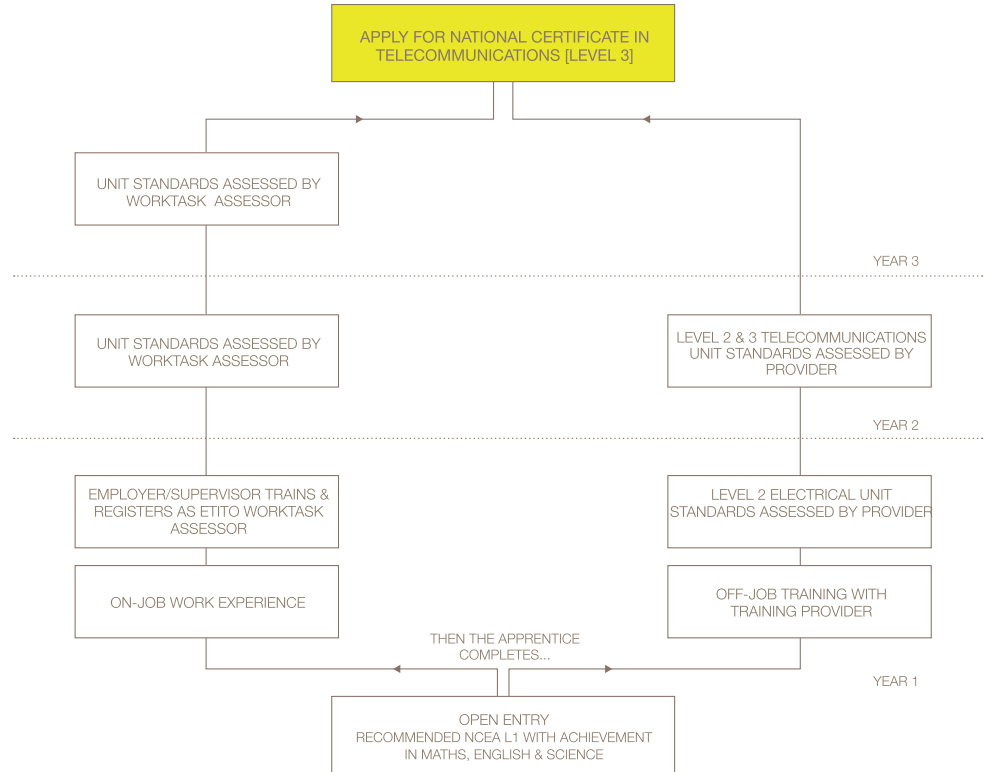 APPLY FOR NATIONAL CERTIFICATE IN
TELECOMMUNICATIONS [LEVEL 3]
UNIT STANDARDS ASSESSED BY
WORKTASK ASSESSOR
YEAR 3
UNIT STANDARDS ASSESSED BY
WORKTASK ASSESSOR
LEVEL 2 & 3 TELECOMMUNICATIONS
UNIT STANDARDS ASSESSED BY
PROVIDER
YEAR 2
EMPLOYER/SUPERVISOR TRAINS &
REGISTERS AS ETITO WORKTASK
ASSESSOR
LEVEL 2 ELECTRICAL UNIT
STANDARDS ASSESSED BY PROVIDER
ON-JOB WORK EXPERIENCE
OFF-JOB TRAINING WITH
TRAINING PROVIDER
THEN THE APPRENTICE
COMPLETES...
YEAR 1
OPEN ENTRY
RECOMMENDED NCEA L1 WITH ACHIEVEMENT
IN MATHS, ENGLISH & SCIENCE